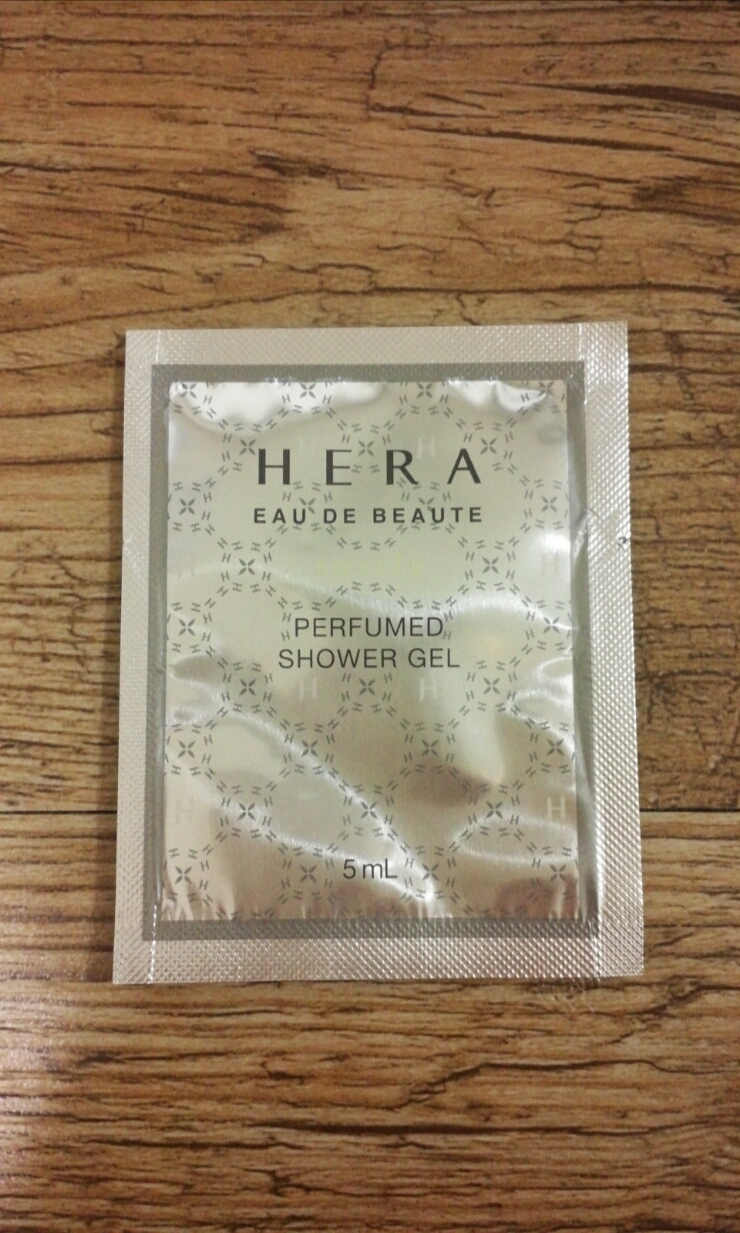 HERA
EAU DE BEAUTE
PERFUMED
SHOWER GEL
5 mL